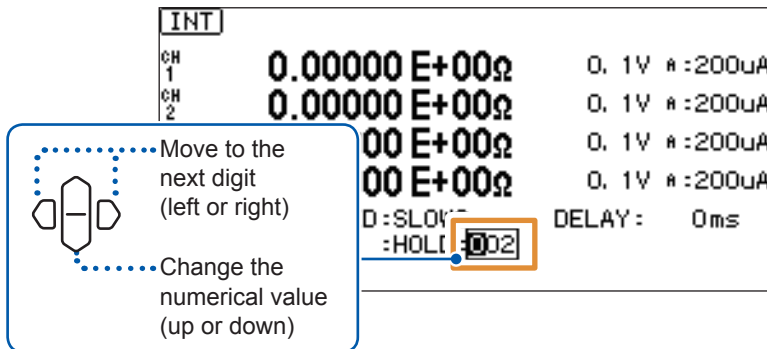 INT
CH 1 0.00000 E+00Ω 0. 1V A:200uA
CH 2 0.00000 E+00Ω 0. 1V A:200uA
00 E+00Ω 0. 1V A:200uA
00 E+00Ω 0. 1V A:200uA
D:SLOW DELAY: 0ms
:HOLD 002
Move to the
next digit
(left or right)
Change the
numerical value
(up or down)